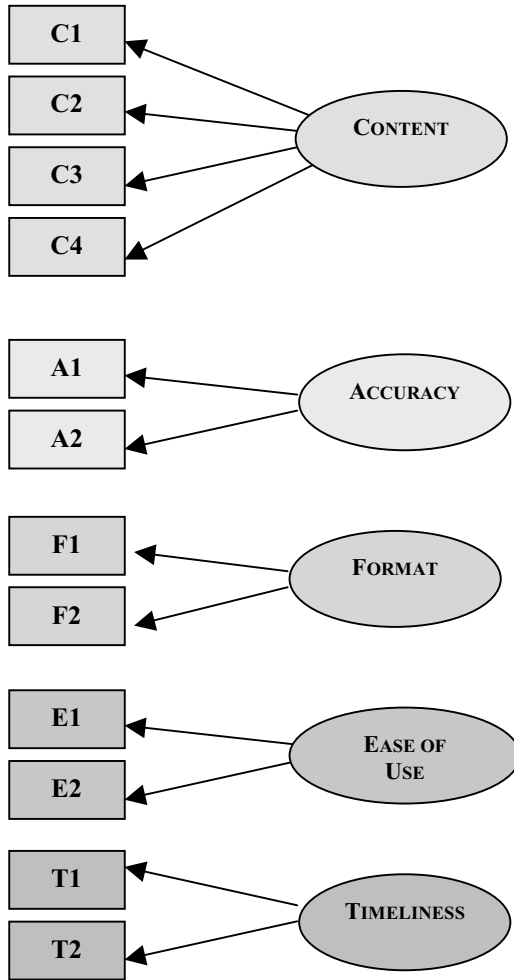 C1
C2
C3
C4
CONTENT
A1
A2
ACCURACY
F1
F2
FORMAT
E1
E2
EASE OF
USE
T1
T2
TIMELINESS